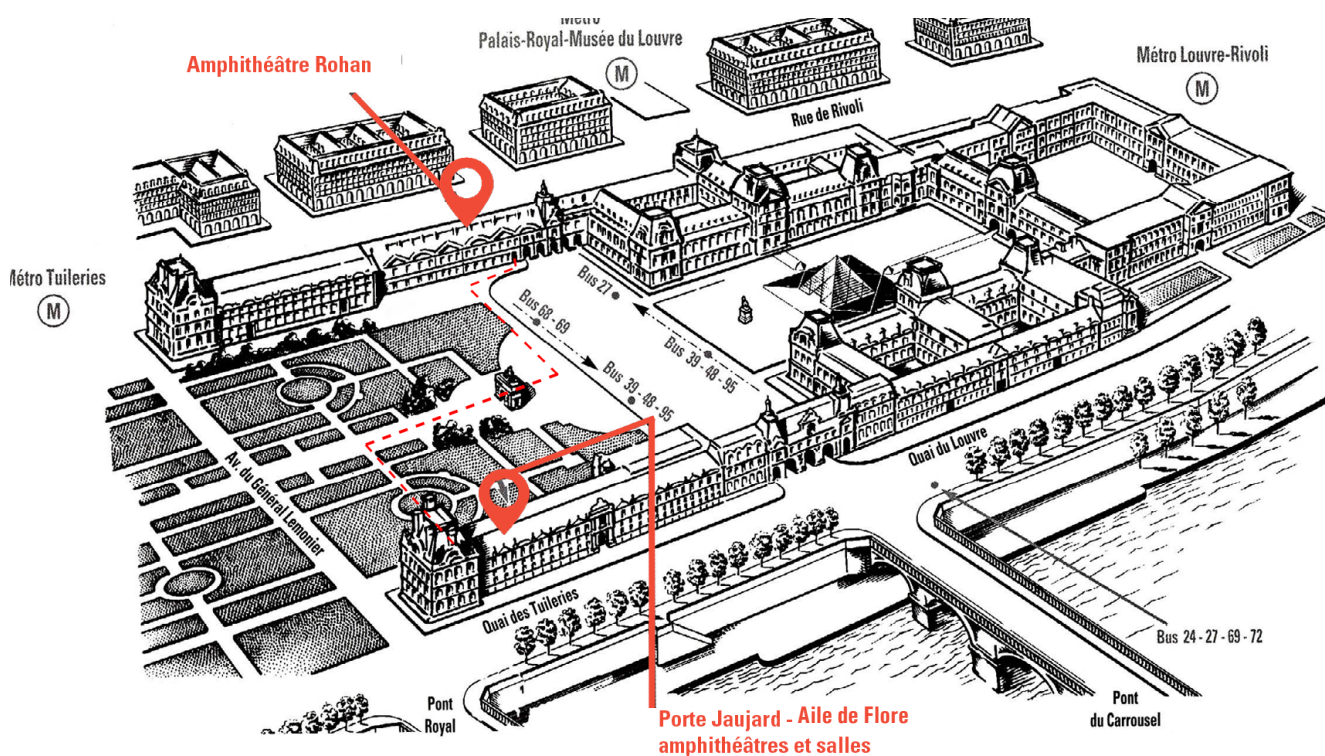 Métro
Palais-Royal-Musée du Louvre
M
Amphithéâtre Rohan
Métro Louvre-Rivoli
M
Rue de Rivoli
Métro Tuileries
M
Bus 27
Bus 68 - 69
Bus 39 - 48 - 95
Bus 39 - 48 - 95
Av. du Général Lemonier
Quai du Louvre
Quai des Tuileries
Bus 24 - 27 - 69 - 72
Pont
Royal
Pont
du Carrousel
Porte Jaujard - Aile de Flore
amphithéâtres et salles